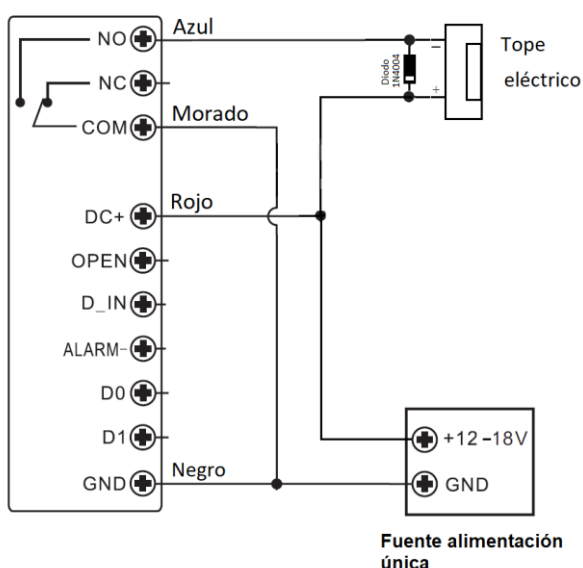 NO
Azul
NC
COM
Morado
DC+
Rojo
OPEN
D_IN
ALARM-
D0
D1
GND
Negro
Diodo
1N4004
−
+
Tope
eléctrico
+12-18V
GND
Fuente alimentación
única